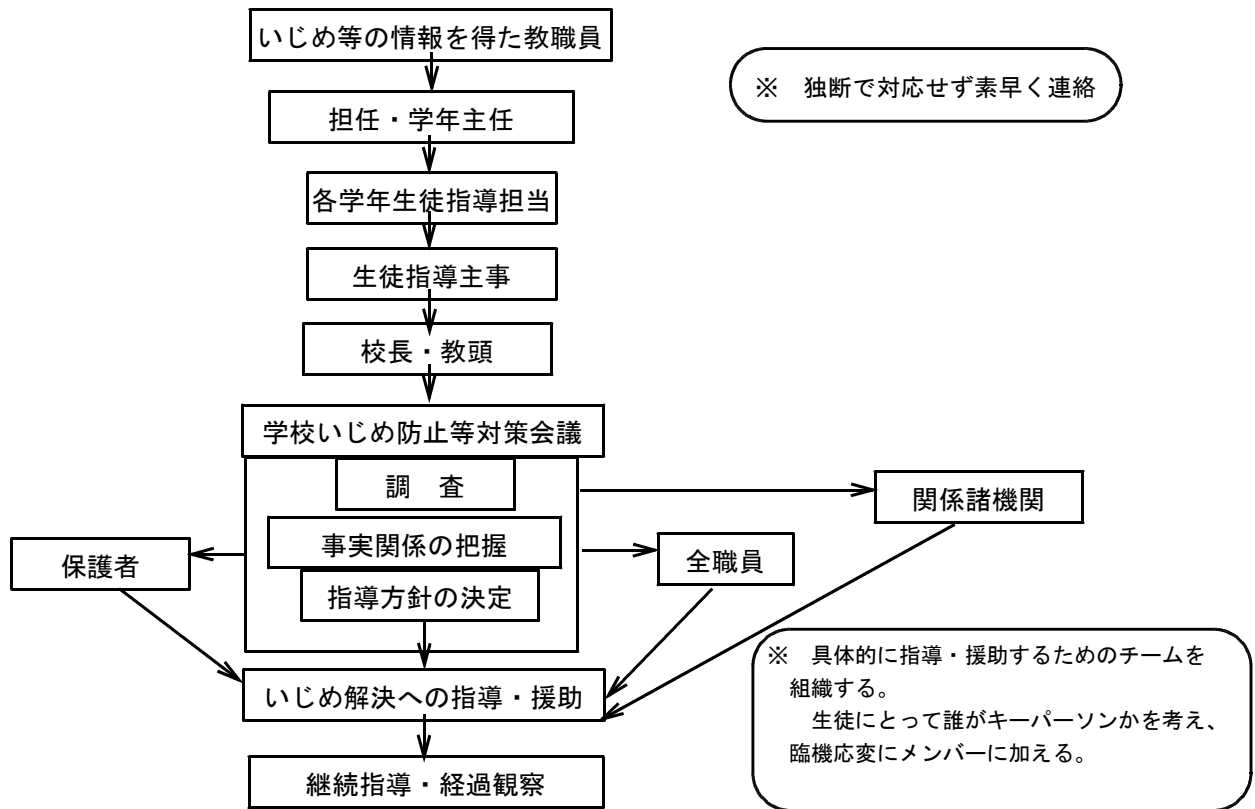 いじめ等の情報を得た教職員
※　独断で対応せず素早く連絡
担任・学年主任
各学年生徒指導担当
生徒指導主事
校長・教頭
学校いじめ防止等対策会議
調　査
関係諸機関
事実関係の把握
保護者
全職員
指導方針の決定
※　具体的に指導・援助するためのチームを
組織する。
生徒にとって誰がキーパーソンかを考え、
臨機応変にメンバーに加える。
いじめ解決への指導・援助
継続指導・経過観察